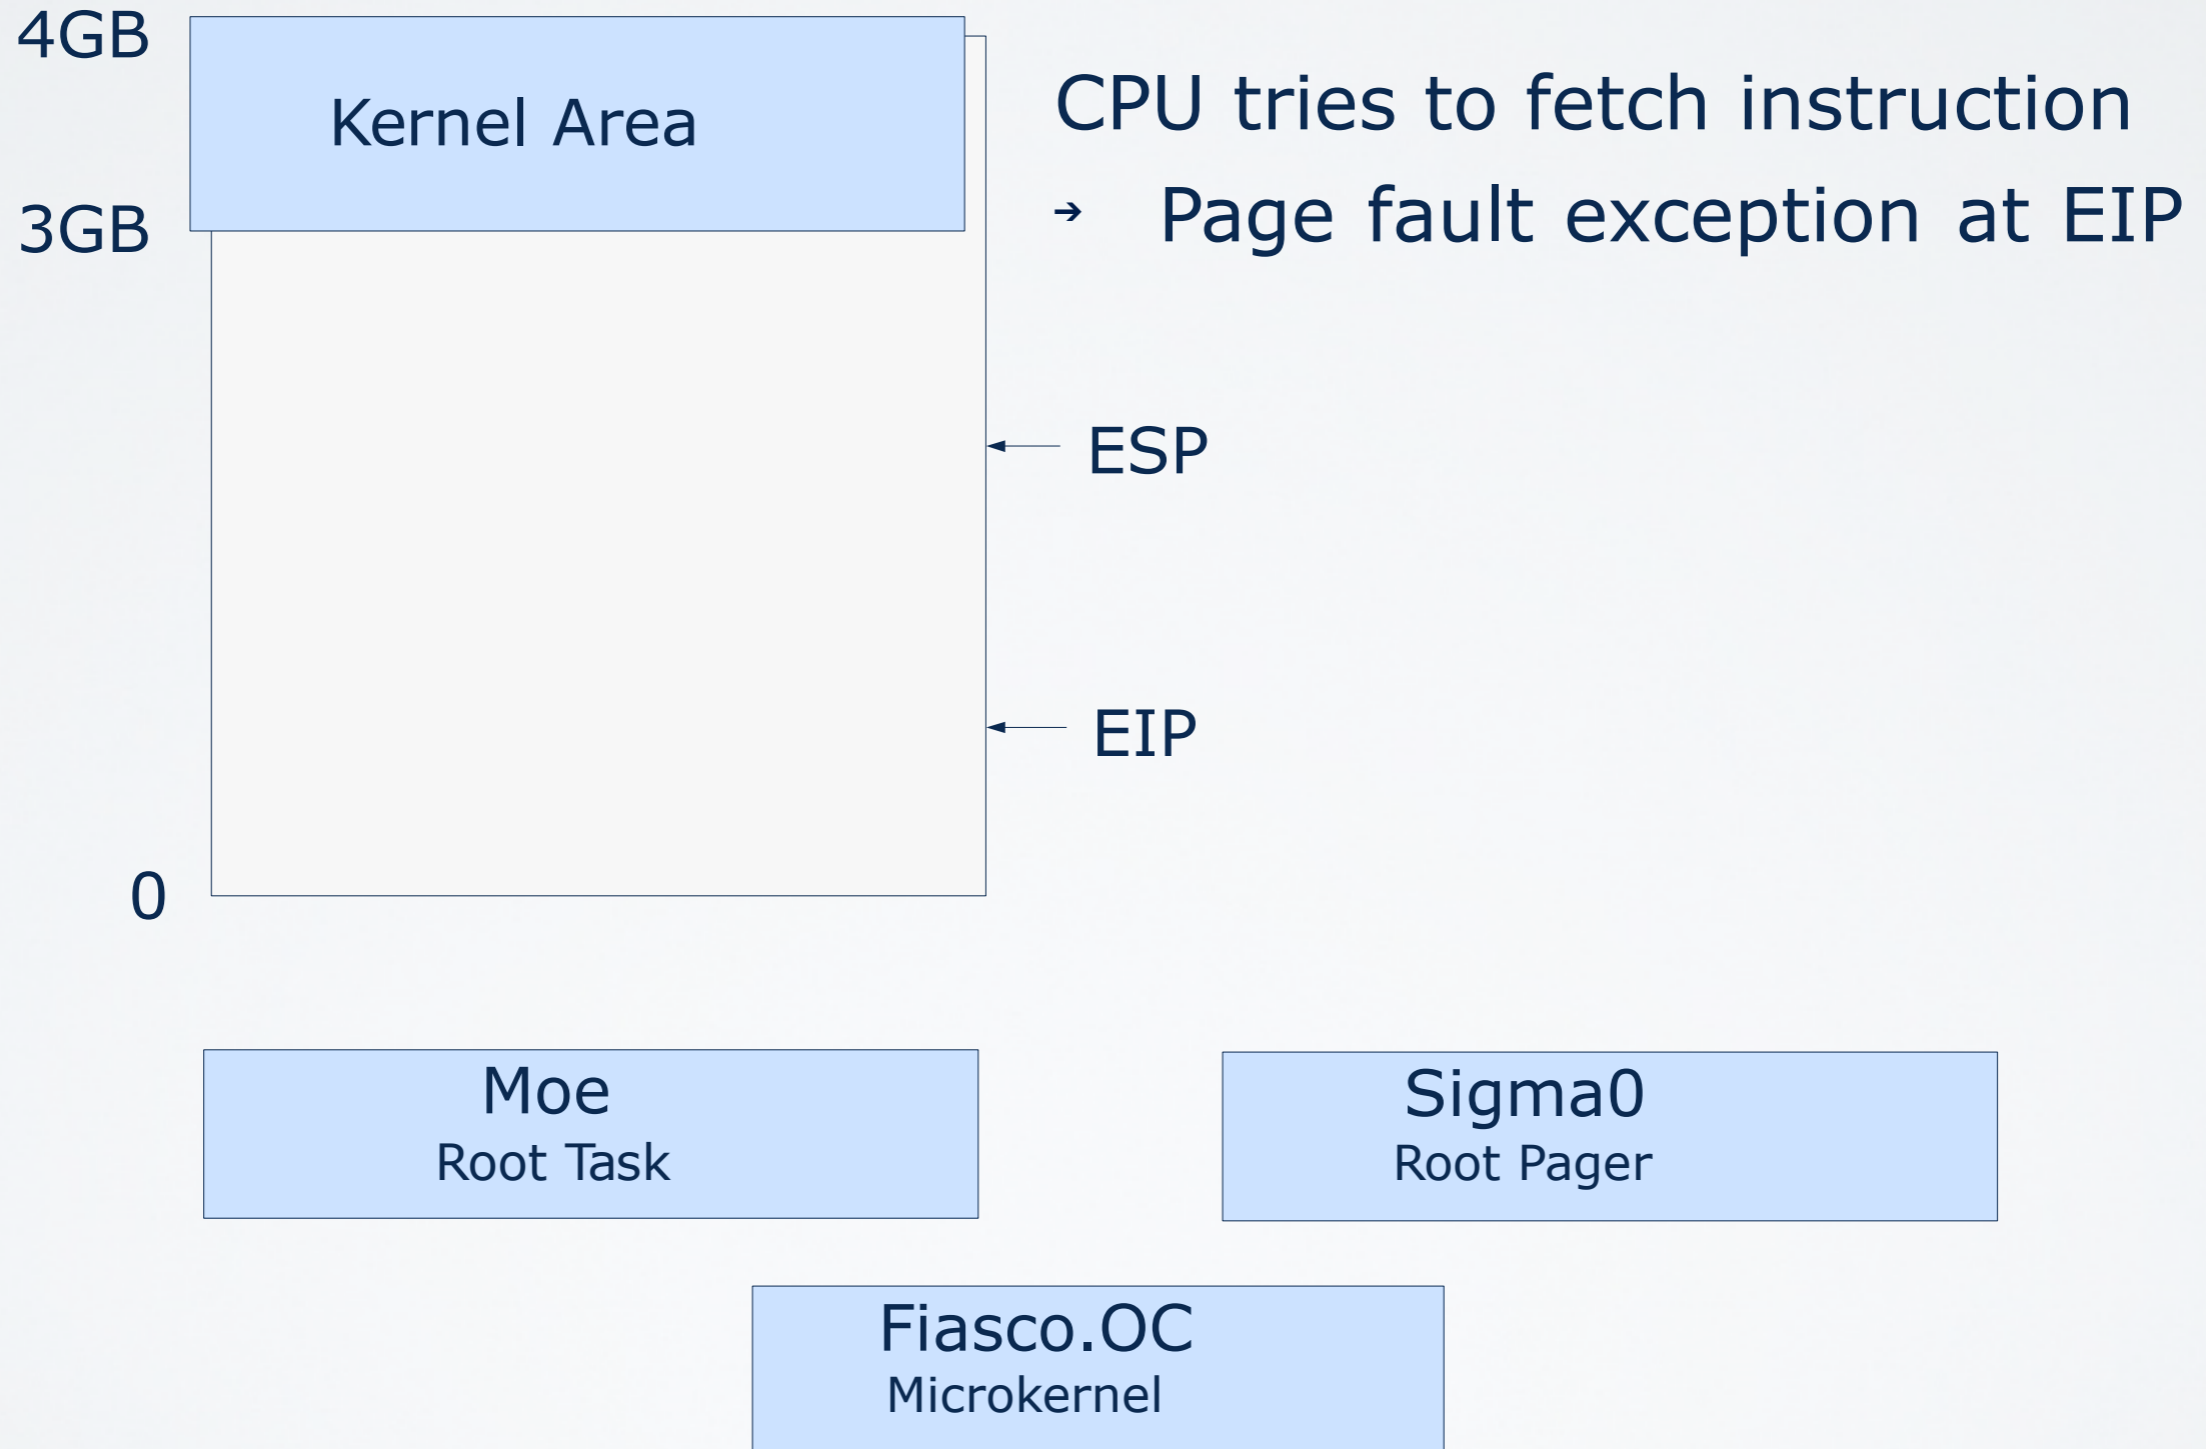 4GB
Kernel Area
3GB
CPU tries to fetch instruction
➔ Page fault exception at EIP
ESP
EIP
0
Moe
Root Task
Sigma0
Root Pager
Fiasco.OC
Microkernel